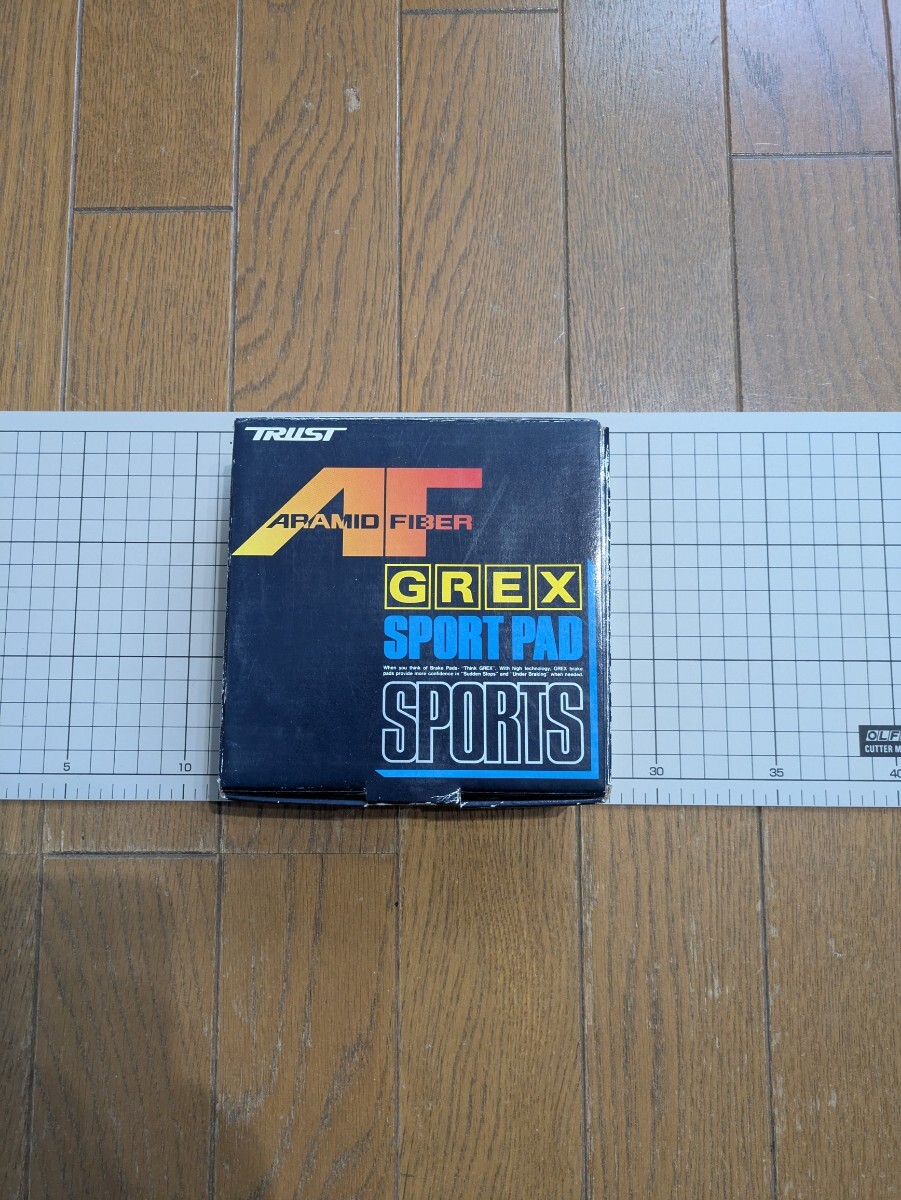 TRUST
AF
ARAMID FIBER
GREX
SPORT PAD
When you think of Brake Pads- "Think GREX". With high technology, GREX brake
pads provide more confidence in "Sudden Stops" and "Under Braking" when needed.
SPORTS
OLF
CUTTER M
5 10 30 35 40